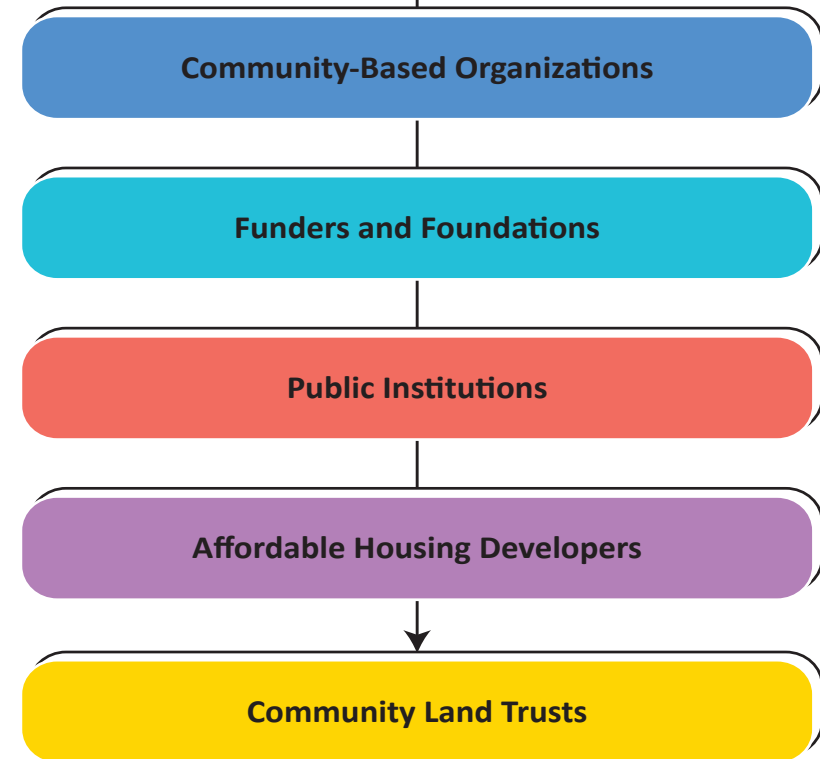 Community-Based Organizations
Funders and Foundations
Public Institutions
Affordable Housing Developers
Community Land Trusts